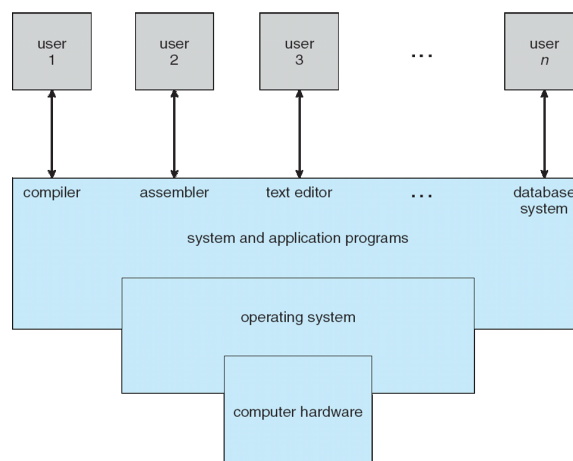 user
1
user
2
user
3
...
user
n
compiler
assembler
text editor
...
database
system
system and application programs
operating system
computer hardware